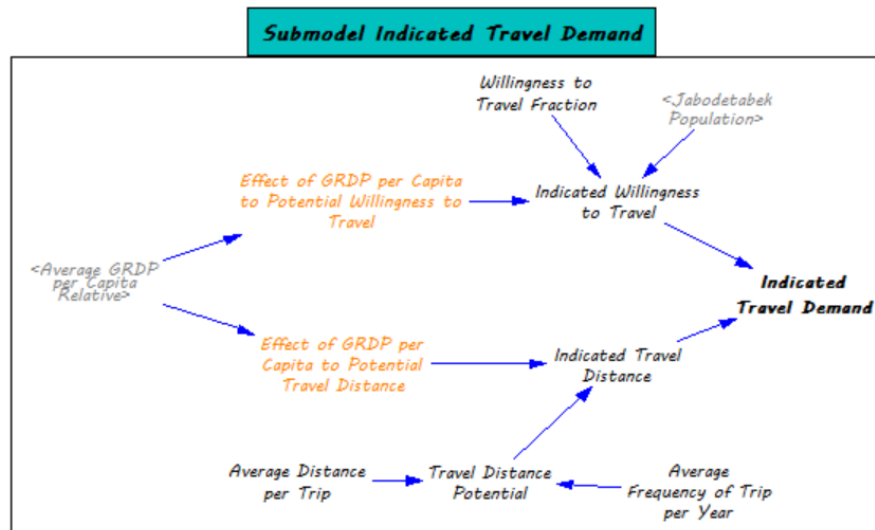 Submodel Indicated Travel Demand
Willingness to
Travel Fraction
<Jabodetabek
Population>
Effect of GRDP per Capita
to Potential Willingness to
Travel
Indicated Willingness
to Travel
<Average GRDP
per Capita
Relative>
Indicated
Travel Demand
Effect of GRDP per
Capita to Potential
Travel Distance
Indicated Travel
Distance
Average Distance
per Trip
Travel Distance
Potential
Average
Frequency of Trip
per Year